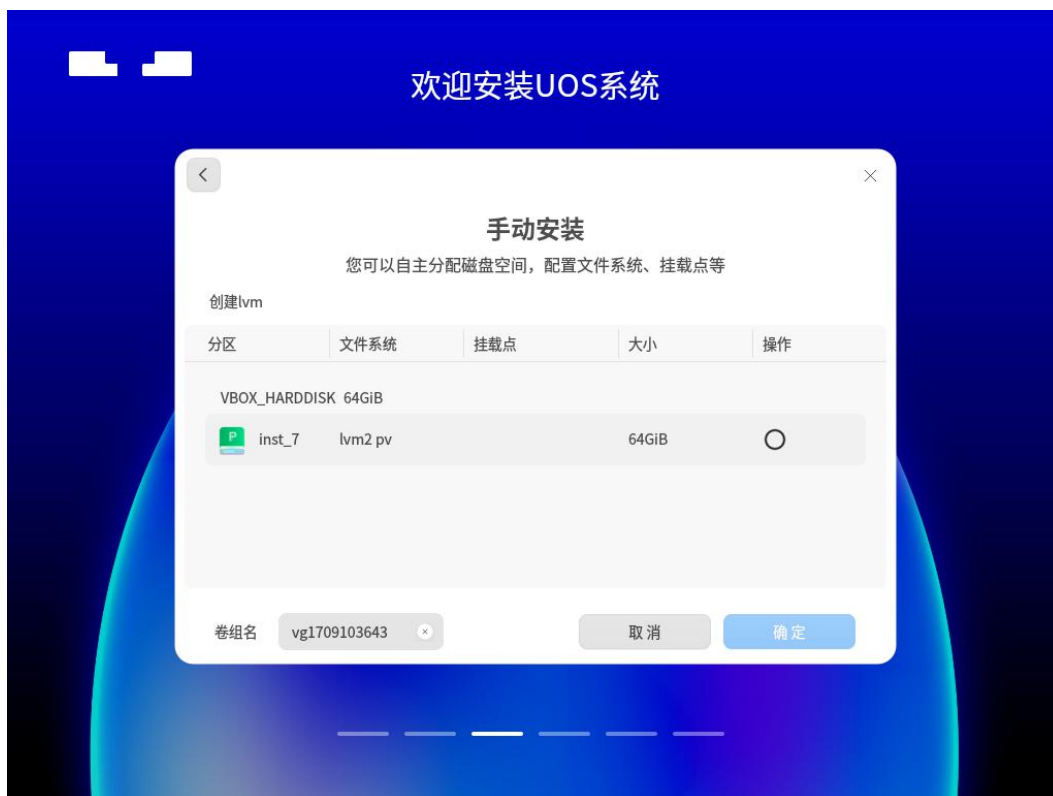 欢迎安装UOS系统
手动安装
您可以自主分配磁盘空间，配置文件系统、挂载点等
创建lvm
分区 文件系统 挂载点 大小 操作
VBOX_HARDDISK 64GiB
P inst_7 lvm2 pv 64GiB
卷组名 vg1709103643 取消 确定